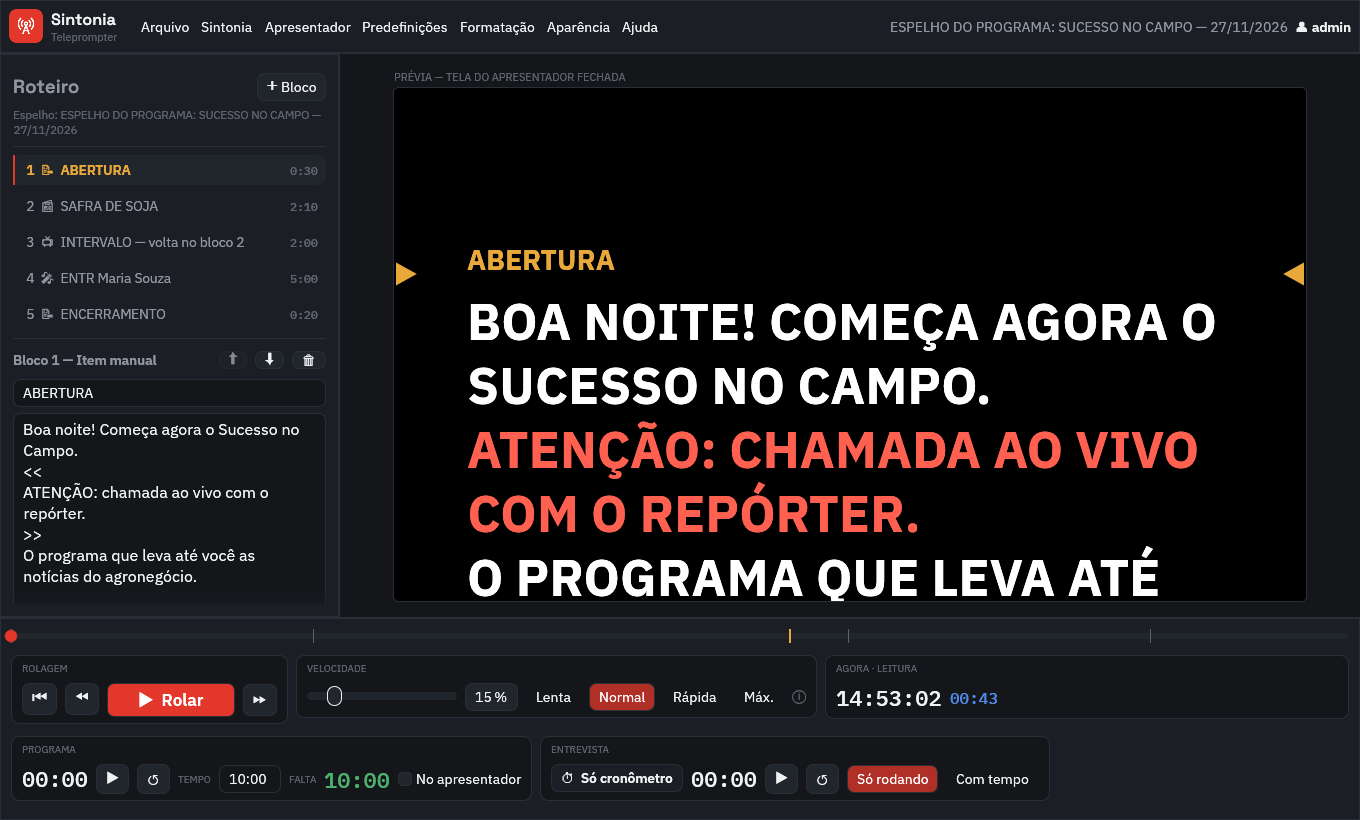 Sintonia
Teleprompter
Arquivo Sintonia Apresentador Predefinições Formatação Aparência Ajuda
ESPELHO DO PROGRAMA: SUCESSO NO CAMPO — 27/11/2026 admin
Roteiro
+ Bloco
Espelho: ESPELHO DO PROGRAMA: SUCESSO NO CAMPO —
27/11/2026
1 ABERTURA 0:30
2 SAFRA DE SOJA 2:10
3 INTERVALO — volta no bloco 2 2:00
4 ENTR Maria Souza 5:00
5 ENCERRAMENTO 0:20
Bloco 1 — Item manual
ABERTURA
Boa noite! Começa agora o Sucesso no
Campo.
<<
ATENÇÃO: chamada ao vivo com o
repórter.
>>
O programa que leva até você as
notícias do agronegócio.
PRÉVIA — TELA DO APRESENTADOR FECHADA
ABERTURA
BOA NOITE! COMEÇA AGORA O
SUCESSO NO CAMPO.
ATENÇÃO: CHAMADA AO VIVO
COM O REPÓRTER.
O PROGRAMA QUE LEVA ATÉ
ROLAGEM
Rolar
VELOCIDADE
15 % Lenta Normal Rápida Máx.
AGORA · LEITURA
14:53:02 00:43
PROGRAMA
00:00 TEMPO 10:00 FALTA 10:00 No apresentador
ENTREVISTA
Só cronômetro 00:00 Só rodando Com tempo